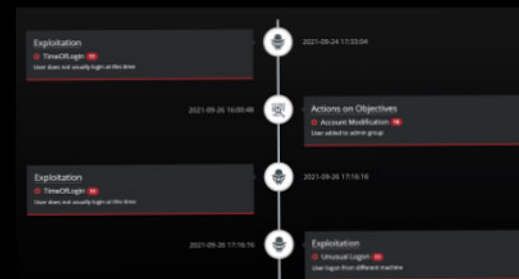 Exploitation
TimeOfLogin
User does not usually login at this time
2021-09-24 17:33:04
2021-09-26 16:00:48
Actions on Objectives
Account Modification
User added to admin group
Exploitation
TimeOfLogin
User does not usually login at this time
2021-09-26 17:16:16
2021-09-26 17:16:16
Exploitation
Unusual Logon
User logon from different machine